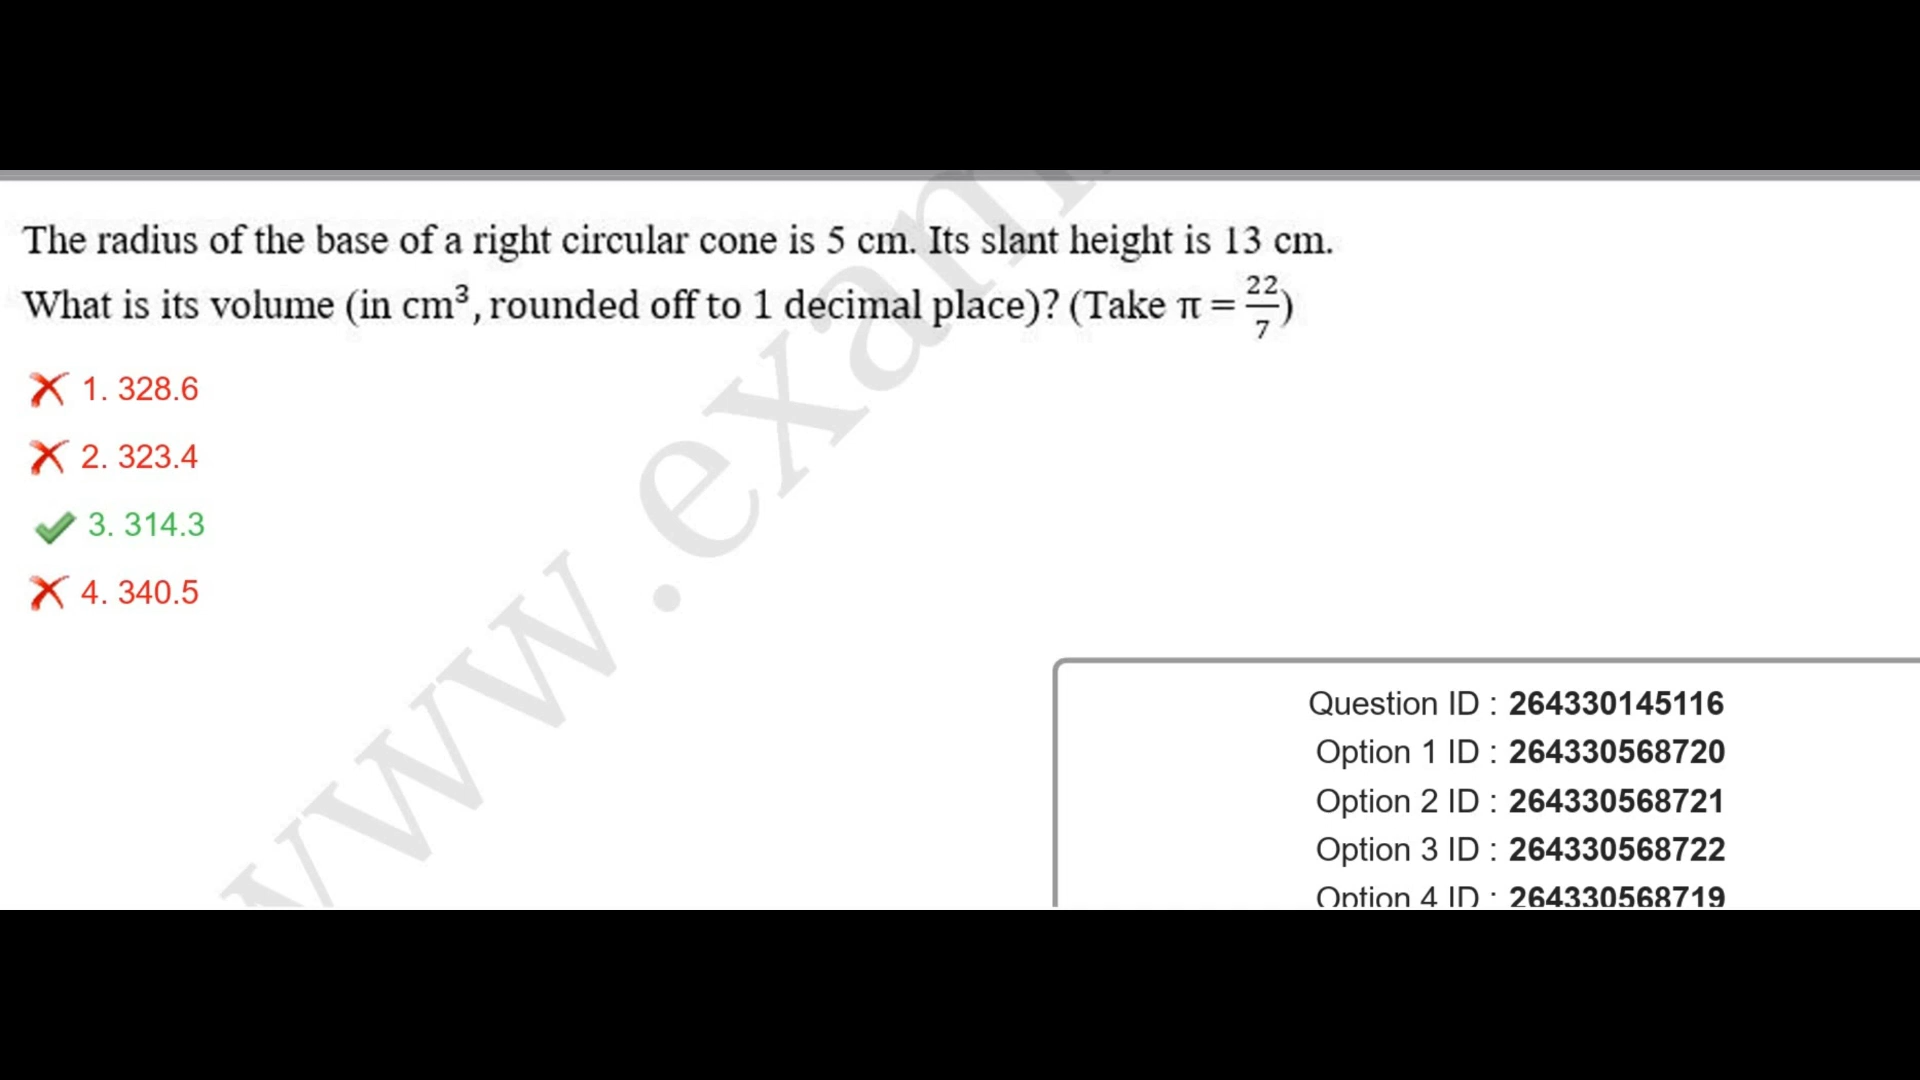 The radius of the base of a right circular cone is 5 cm. Its slant height is 13 cm.
What is its volume (in cm³, rounded off to 1 decimal place)? (Take π = 22/7)
1. 328.6
2. 323.4
3. 314.3
4. 340.5
www.exam
Question ID : 264330145116
Option 1 ID : 264330568720
Option 2 ID : 264330568721
Option 3 ID : 264330568722
Option 4 ID : 264330568719